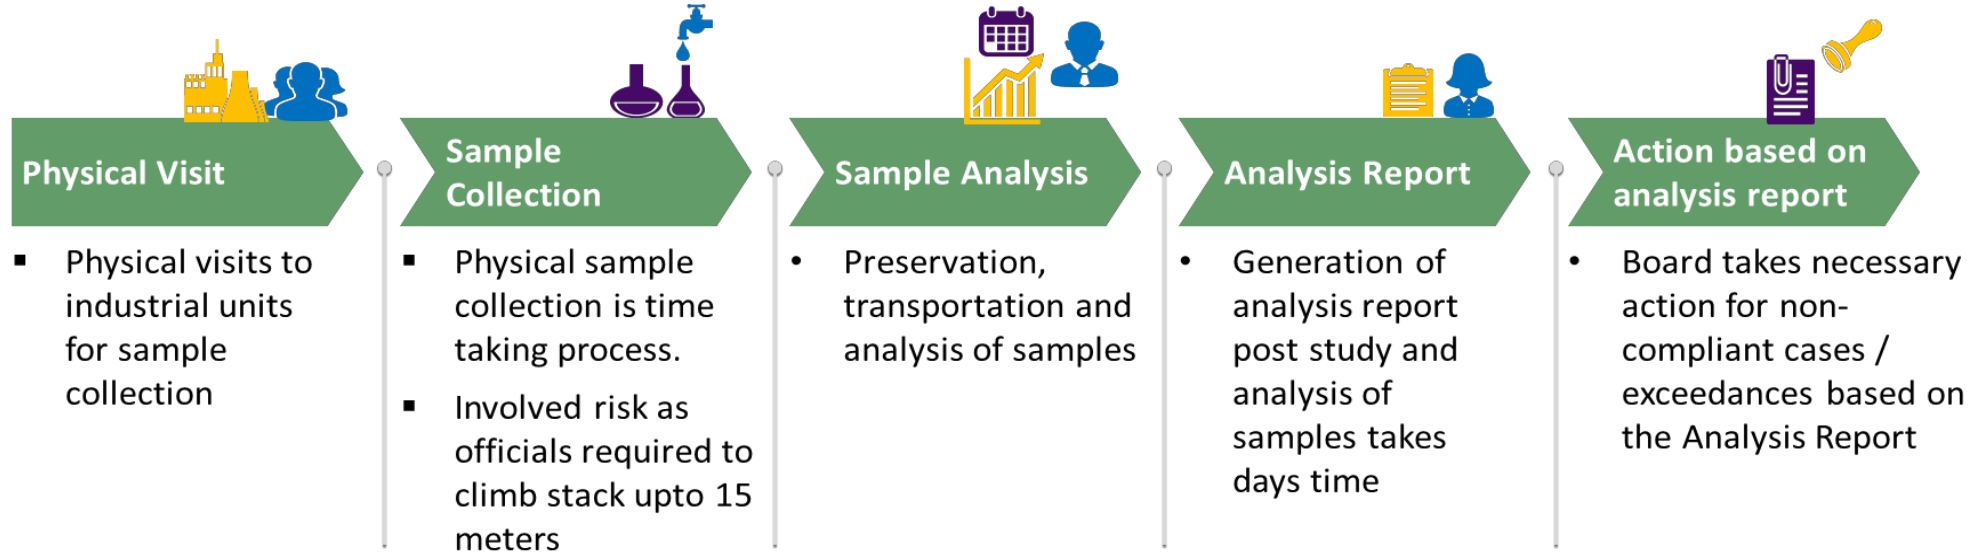 Physical Visit
▪ Physical visits to
industrial units
for sample
collection
Sample
Collection
▪ Physical sample
collection is time
taking process.
▪ Involved risk as
officials required to
climb stack upto 15
meters
Sample Analysis
• Preservation,
transportation and
analysis of samples
Analysis Report
• Generation of
analysis report
post study and
analysis of
samples takes
days time
Action based on
analysis report
• Board takes necessary
action for non-
compliant cases /
exceedances based on
the Analysis Report